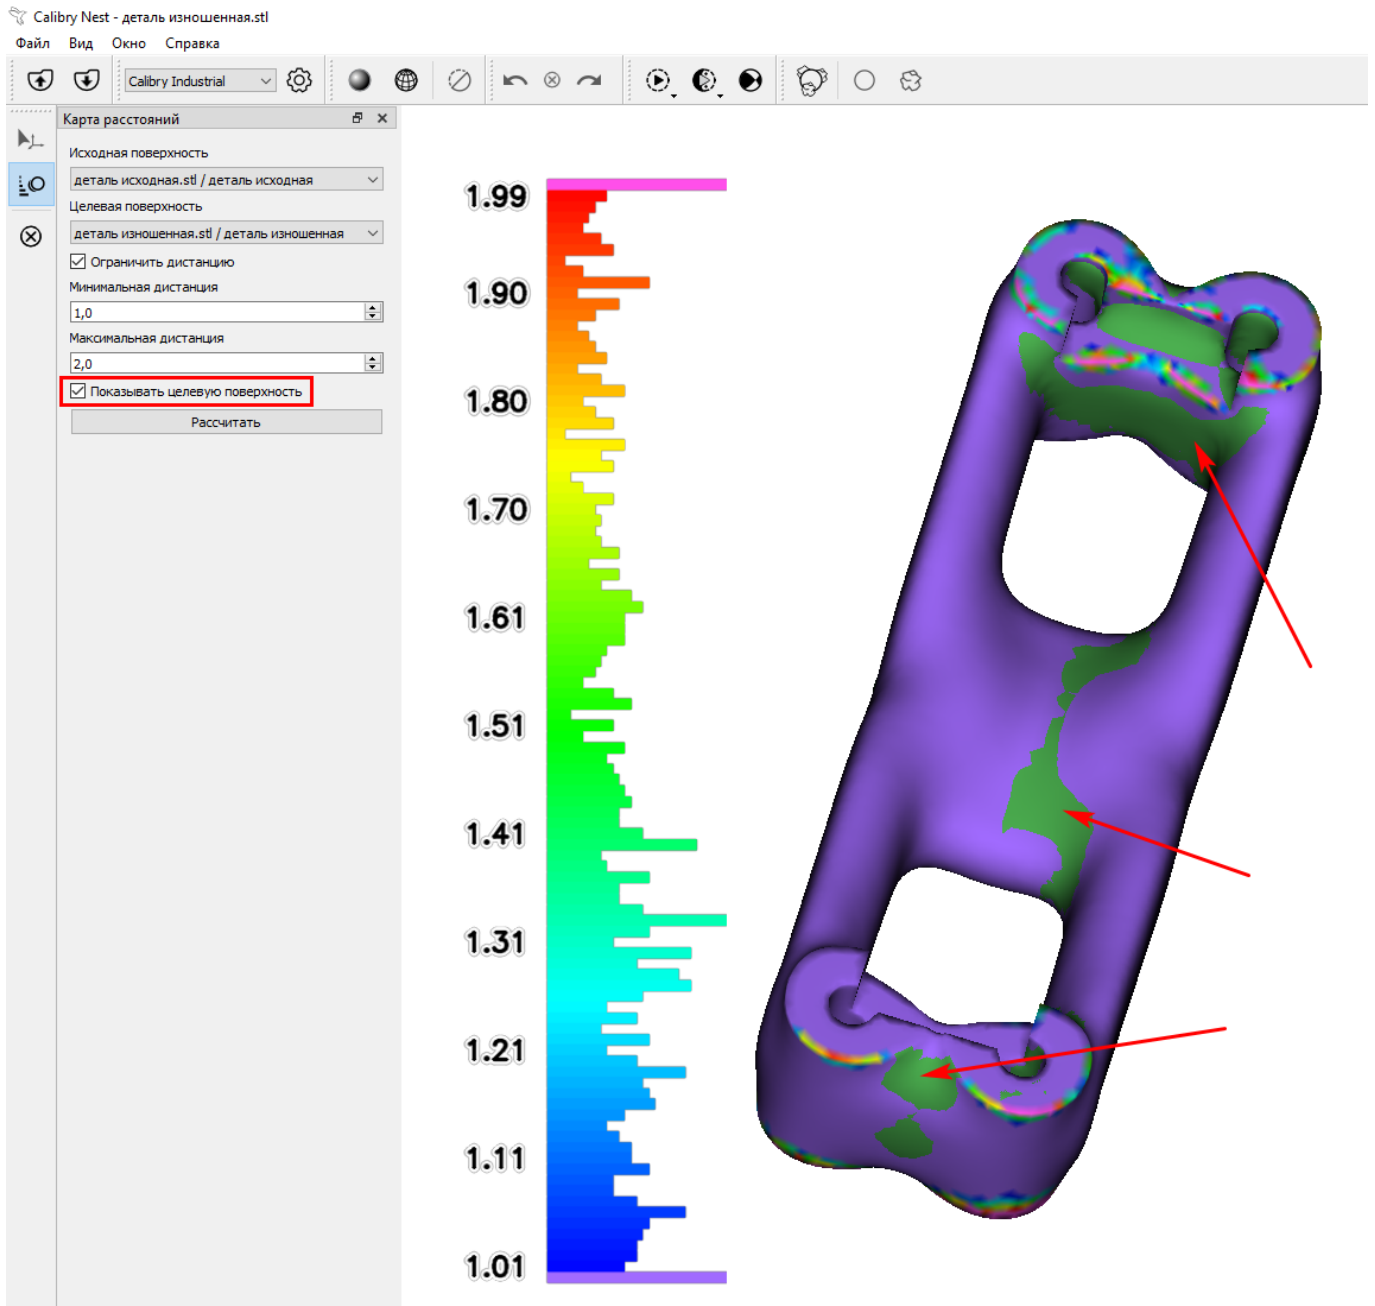 Calibry Nest - деталь изношенная.stl
Файл Вид Окно Справка
Calibry Industrial
Карта расстояний
Исходная поверхность
деталь исходная.stl / деталь исходная
Целевая поверхность
деталь изношенная.stl / деталь изношенная
Ограничить дистанцию
Минимальная дистанция
1,0
Максимальная дистанция
2,0
Показывать целевую поверхность
Рассчитать
1.99
1.90
1.80
1.70
1.61
1.51
1.41
1.31
1.21
1.11
1.01